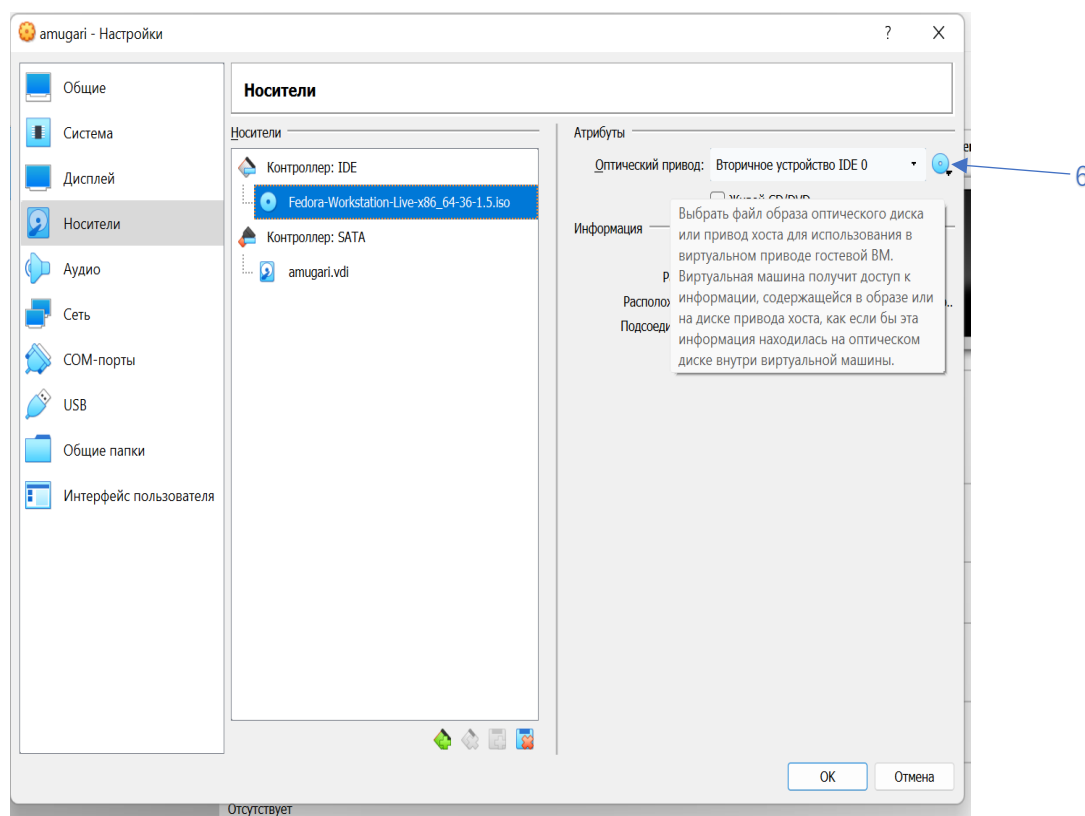 amugari - Настройки
?
X
Общие
Система
Дисплей
Носители
Аудио
Сеть
COM-порты
USB
Общие папки
Интерфейс пользователя
Носители
Носители
Контроллер: IDE
Fedora-Workstation-Live-x86_64-36-1.5.iso
Контроллер: SATA
amugari.vdi
Атрибуты
Оптический привод: Вторичное устройство IDE 0
Информация
Выбрать файл образа оптического диска
или привод хоста для использования в
виртуальном приводе гостевой ВМ.
Виртуальная машина получит доступ к
информации, содержащейся в образе или
на диске привода хоста, как если бы эта
информация находилась на оптическом
диске внутри виртуальной машины.
6
OK
Отмена
Отсутствует